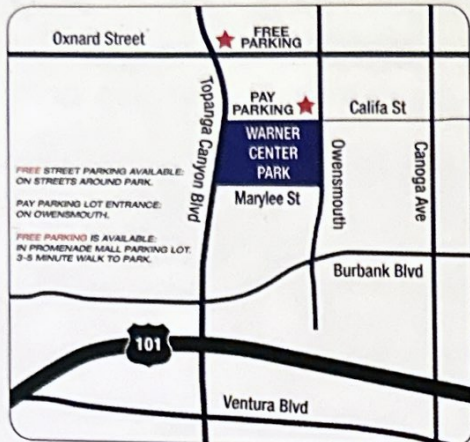 Oxnard Street
FREE
PARKING
Topanga Canyon Blvd
PAY
PARKING
Califa St
WARNER
CENTER
PARK
Owensmouth
Canoga Ave
FREE STREET PARKING AVAILABLE:
ON STREETS AROUND PARK.
PAY PARKING LOT ENTRANCE:
ON OWENSMOUTH.
FREE PARKING IS AVAILABLE:
IN PROMENADE MALL PARKING LOT.
3-5 MINUTE WALK TO PARK.
Marylee St
Burbank Blvd
101
Ventura Blvd